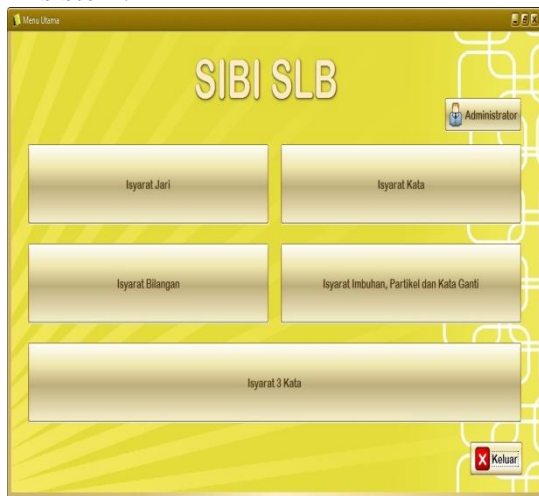 Menu Utama
SIBI SLB
Administrator
Isyarat Jari
Isyarat Kata
Isyarat Bilangan
Isyarat Imbuhan, Partikel dan Kata Ganti
Isyarat 3 Kata
Keluar